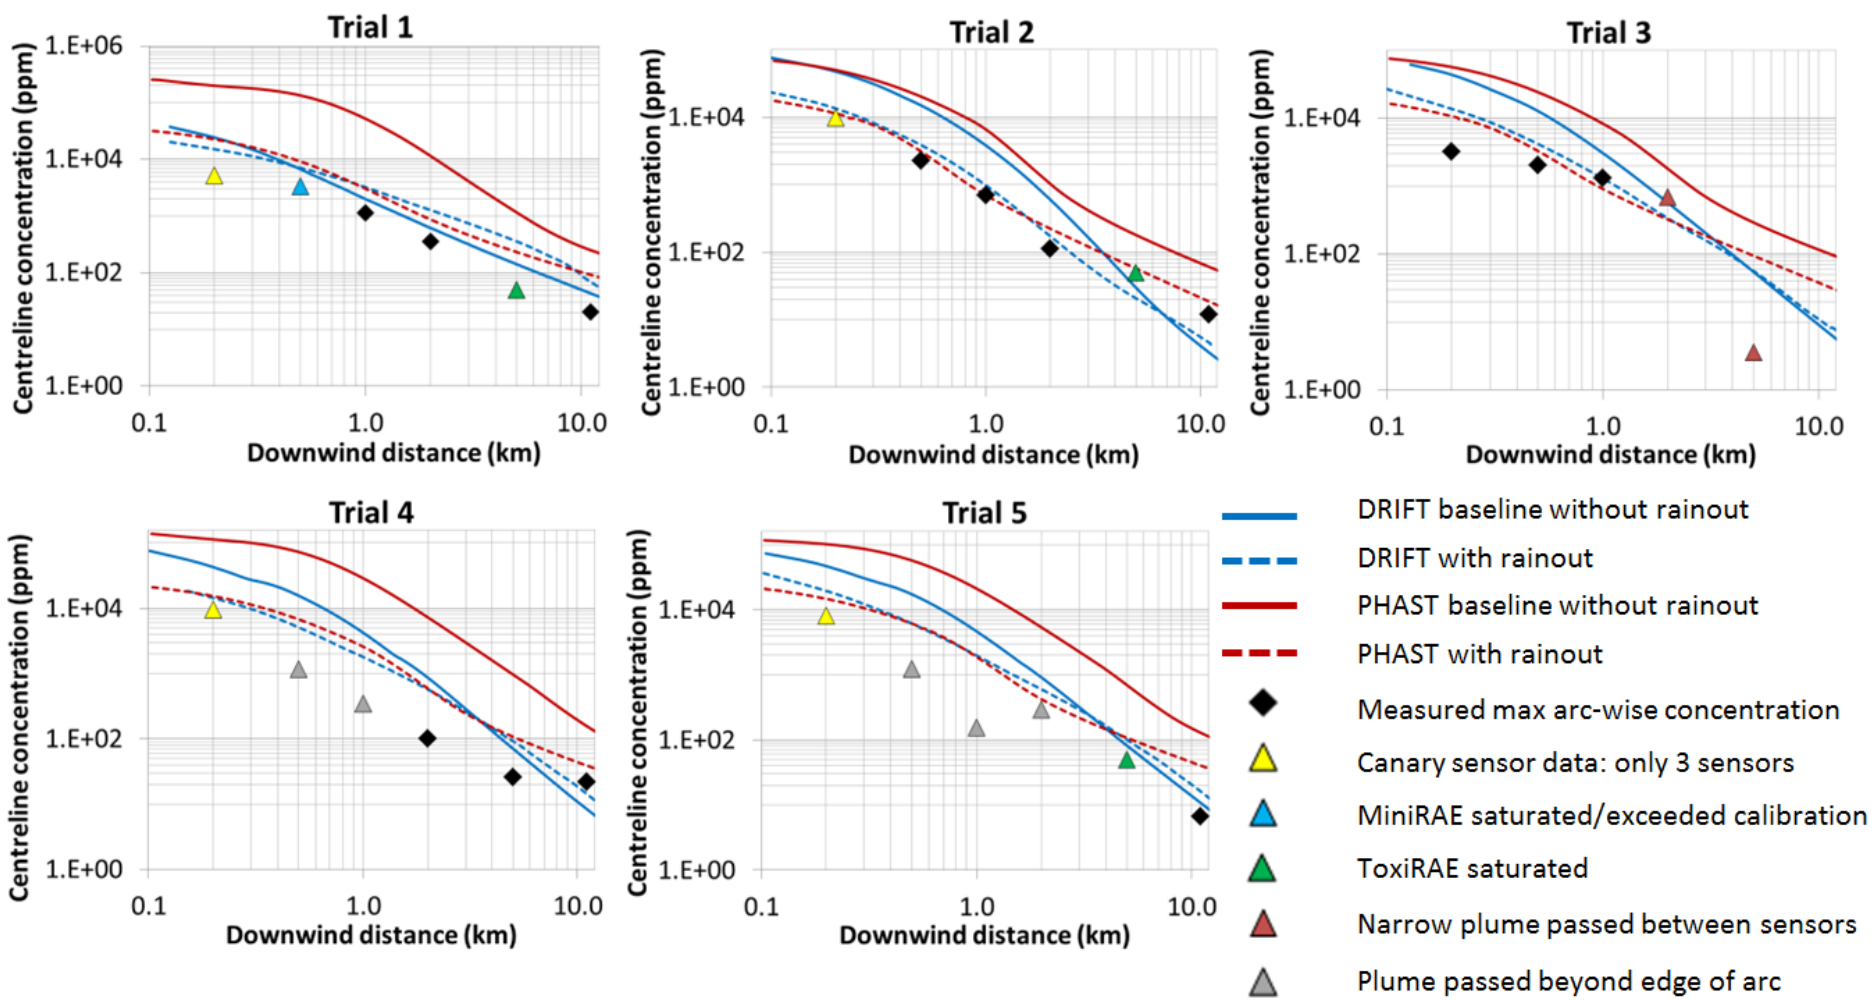 Trial 1
Centreline concentration (ppm)
1.E+06
1.E+04
1.E+02
1.E+00
0.1
1.0
10.0
Downwind distance (km)
Trial 2
Centreline concentration (ppm)
1.E+04
1.E+02
1.E+00
0.1
1.0
10.0
Downwind distance (km)
Trial 3
Centreline concentration (ppm)
1.E+04
1.E+02
1.E+00
0.1
1.0
10.0
Downwind distance (km)
Trial 4
Centreline concentration (ppm)
1.E+04
1.E+02
1.E+00
0.1
1.0
10.0
Downwind distance (km)
Trial 5
Centreline concentration (ppm)
1.E+04
1.E+02
1.E+00
0.1
1.0
10.0
Downwind distance (km)
DRIFT baseline without rainout
DRIFT with rainout
PHAST baseline without rainout
PHAST with rainout
Measured max arc-wise concentration
Canary sensor data: only 3 sensors
MiniRAE saturated/exceeded calibration
ToxiRAE saturated
Narrow plume passed between sensors
Plume passed beyond edge of arc